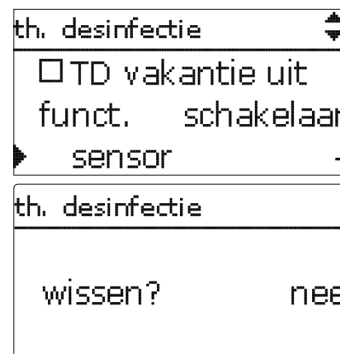 th. desinfectie
TD vakantie uit
funct. schakelaar
sensor -
th. desinfectie
wissen? nee